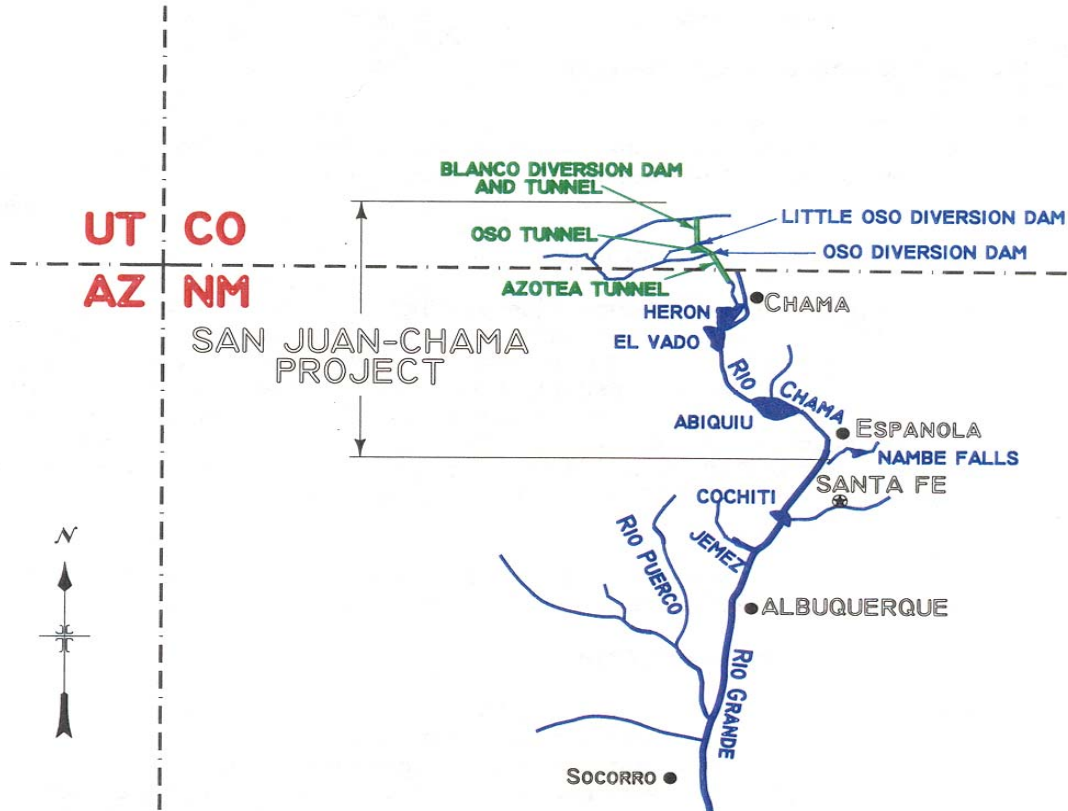 BLANCO DIVERSION DAM
AND TUNNEL
UT CO
LITTLE OSO DIVERSION DAM
OSO TUNNEL
OSO DIVERSION DAM
AZ NM
AZOTEA TUNNEL
HERON
CHAMA
SAN JUAN-CHAMA
PROJECT
EL VADO
RIO CHAMA
ABIQUIU
ESPANOLA
NAMBE FALLS
SANTA FE
COCHITI
JEMEZ
RIO PUERCO
N
ALBUQUERQUE
RIO GRANDE
SOCORRO